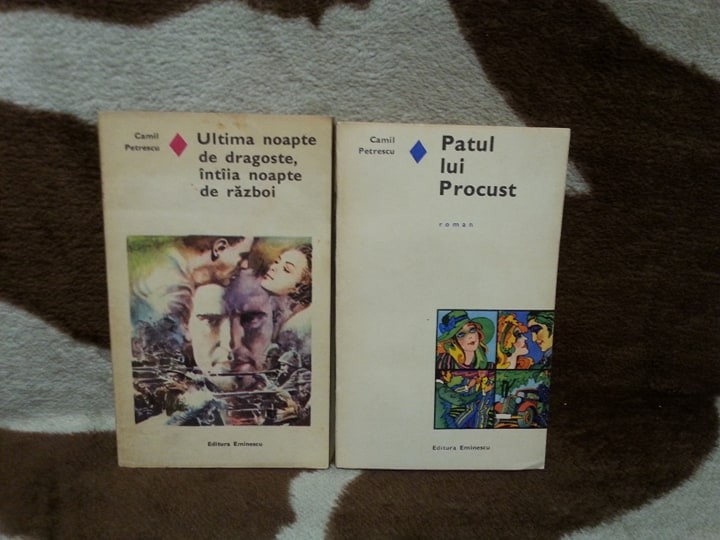 Camil
Petrescu
Ultima noapte
de dragoste,
întîia noapte
de război
Editura Eminescu
Camil
Petrescu
Patul
lui
Procust
roman
Editura Eminescu